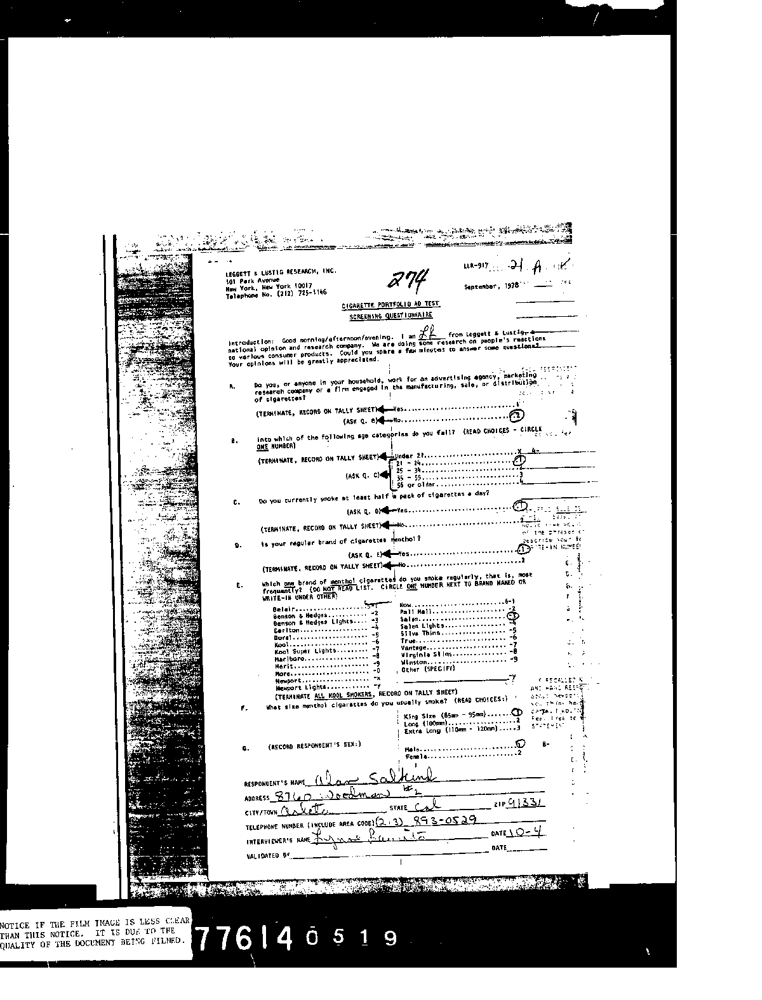 LEGGETT & LUSTIG RESEARCH, INC.
101 Park Avenue
New York, New York 10017
Telephone No. (212) 725-1166
274
LLR-917
21 A
September, 1978
CIGARETTE PORTFOLIO AD TEST
SCREENING QUESTIONNAIRE
Introduction: Good morning/afternoon/evening. I am LL from Leggett & Lustig, a
national opinion and research company. We are doing some research on people's reactions
to various consumer products. Could you spare a few minutes to answer some questions?
Your opinions will be greatly appreciated.
A. Do you, or anyone in your household, work for an advertising agency, marketing
research company or a firm engaged in the manufacturing, sale, or distribution
of cigarettes?
(TERMINATE, RECORD ON TALLY SHEET) Yes
(ASK Q. B) No
B. Into which of the following age categories do you fall? (READ CHOICES - CIRCLE
ONE NUMBER)
(TERMINATE, RECORD ON TALLY SHEET) Under 21 X
21 - 24 1
(ASK Q. C) 25 - 34
35 - 55
56 or older
C. Do you currently smoke at least half a pack of cigarettes a day?
(ASK Q. D) Yes 1
(TERMINATE, RECORD ON TALLY SHEET) No
D. Is your regular brand of cigarettes menthol?
(ASK Q. E) Yes 1
(TERMINATE, RECORD ON TALLY SHEET) No 2
E. Which one brand of menthol cigarettes do you smoke regularly, that is, most
frequently? (DO NOT READ LIST. CIRCLE ONE NUMBER NEXT TO BRAND NAMED OR
WRITE-IN UNDER OTHER)
Belair 5-1
Benson & Hedges -2
Benson & Hedges Lights -3
Carlton -4
Doral -5
Kool -6
Kool Super Lights -7
Marlboro -8
Merit -9
More -0
Newport -x
Newport Lights -y
Now 6-1
Pall Mall -2
Salem
Salem Lights -4
Silva Thins -5
True -6
Vantage -7
Virginia Slims -8
Winston -9
Other (SPECIFY)
-y
(TERMINATE ALL KOOL SMOKERS, RECORD ON TALLY SHEET)
F. What size menthol cigarettes do you usually smoke? (READ CHOICES:)
King Size (85mm - 95mm) 1
Long (100mm) 2
Extra Long (110mm - 120mm) 3
G. (RECORD RESPONDENT'S SEX:)
Male 1 8-
Female 2
RESPONDENT'S NAME Alan Salkind
ADDRESS 8760 Woodman #2
CITY/TOWN Arleta STATE Cal ZIP 91331
TELEPHONE NUMBER (INCLUDE AREA CODE) (213) 893-0529
INTERVIEWER'S NAME Lynne DATE 10-4
VALIDATED BY DATE
NOTICE IF THE FILM IMAGE IS LESS CLEAR
THAN THIS NOTICE, IT IS DUE TO THE
QUALITY OF THE DOCUMENT BEING FILMED.
776140519